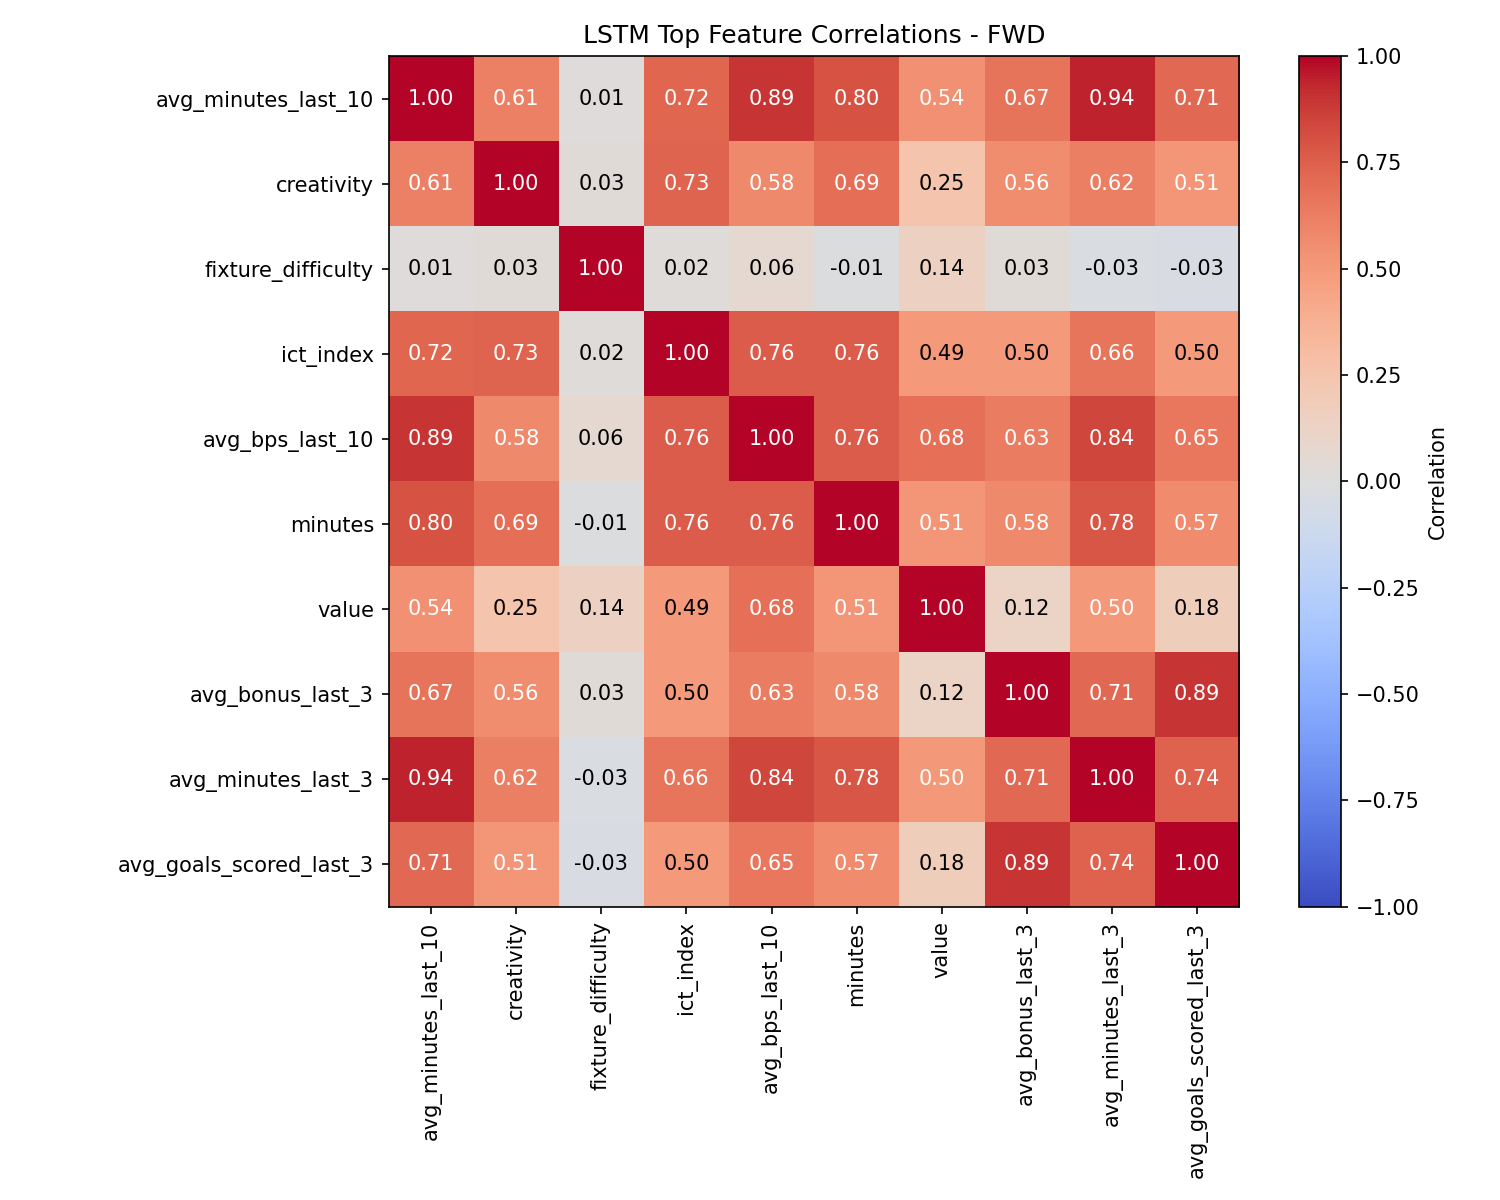 LSTM Top Feature Correlations - FWD
avg_minutes_last_10 1.00 0.61 0.01 0.72 0.89 0.80 0.54 0.67 0.94 0.71
creativity 0.61 1.00 0.03 0.73 0.58 0.69 0.25 0.56 0.62 0.51
fixture_difficulty 0.01 0.03 1.00 0.02 0.06 -0.01 0.14 0.03 -0.03 -0.03
ict_index 0.72 0.73 0.02 1.00 0.76 0.76 0.49 0.50 0.66 0.50
avg_bps_last_10 0.89 0.58 0.06 0.76 1.00 0.76 0.68 0.63 0.84 0.65
minutes 0.80 0.69 -0.01 0.76 0.76 1.00 0.51 0.58 0.78 0.57
value 0.54 0.25 0.14 0.49 0.68 0.51 1.00 0.12 0.50 0.18
avg_bonus_last_3 0.67 0.56 0.03 0.50 0.63 0.58 0.12 1.00 0.71 0.89
avg_minutes_last_3 0.94 0.62 -0.03 0.66 0.84 0.78 0.50 0.71 1.00 0.74
avg_goals_scored_last_3 0.71 0.51 -0.03 0.50 0.65 0.57 0.18 0.89 0.74 1.00
avg_minutes_last_10
creativity
fixture_difficulty
ict_index
avg_bps_last_10
minutes
value
avg_bonus_last_3
avg_minutes_last_3
avg_goals_scored_last_3
1.00
0.75
0.50
0.25
0.00
−0.25
−0.50
−0.75
−1.00
Correlation